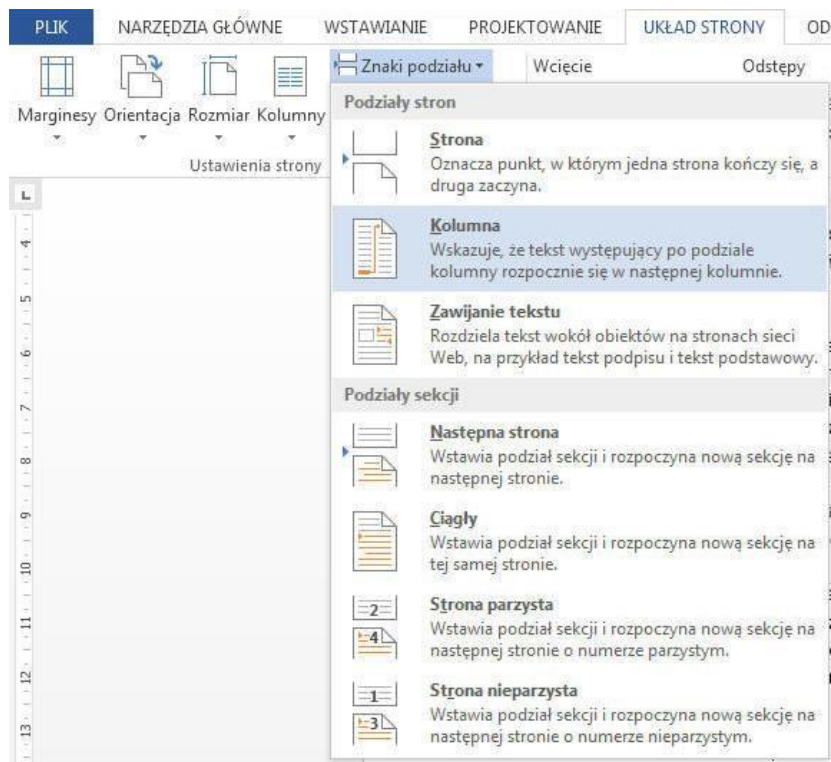 PLIK NARZĘDZIA GŁÓWNE WSTAWIANIE PROJEKTOWANIE UKŁAD STRONY OD
Znaki podziału Wcięcie Odstępy
Marginesy Orientacja Rozmiar Kolumny
Ustawienia strony
Podziały stron
Strona
Oznacza punkt, w którym jedna strona kończy się, a
druga zaczyna.
Kolumna
Wskazuje, że tekst występujący po podziale
kolumny rozpocznie się w następnej kolumnie.
Zawijanie tekstu
Rozdziela tekst wokół obiektów na stronach sieci
Web, na przykład tekst podpisu i tekst podstawowy.
Podziały sekcji
Następna strona
Wstawia podział sekcji i rozpoczyna nową sekcję na
następnej stronie.
Ciągły
Wstawia podział sekcji i rozpoczyna nową sekcję na
tej samej stronie.
2
4
Strona parzysta
Wstawia podział sekcji i rozpoczyna nową sekcję na
następnej stronie o numerze parzystym.
1
3
Strona nieparzysta
Wstawia podział sekcji i rozpoczyna nową sekcję na
następnej stronie o numerze nieparzystym.
4
5
6
7
8
9
10
11
12
13